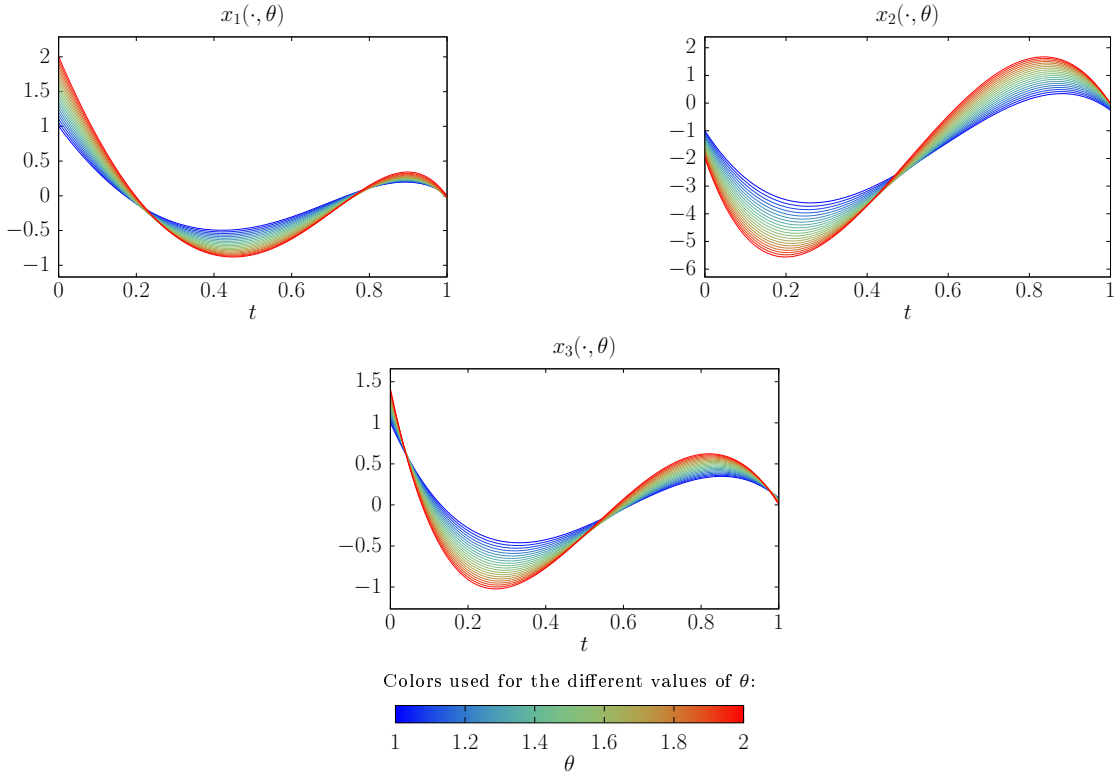 x₁(·, θ)
2
1.5
1
0.5
0
−0.5
−1
0 0.2 0.4 0.6 0.8 1
t
x₂(·, θ)
2
1
0
−1
−2
−3
−4
−5
−6
0 0.2 0.4 0.6 0.8 1
t
x₃(·, θ)
1.5
1
0.5
0
−0.5
−1
0 0.2 0.4 0.6 0.8 1
t
Colors used for the different values of θ:
1 1.2 1.4 1.6 1.8 2
θ